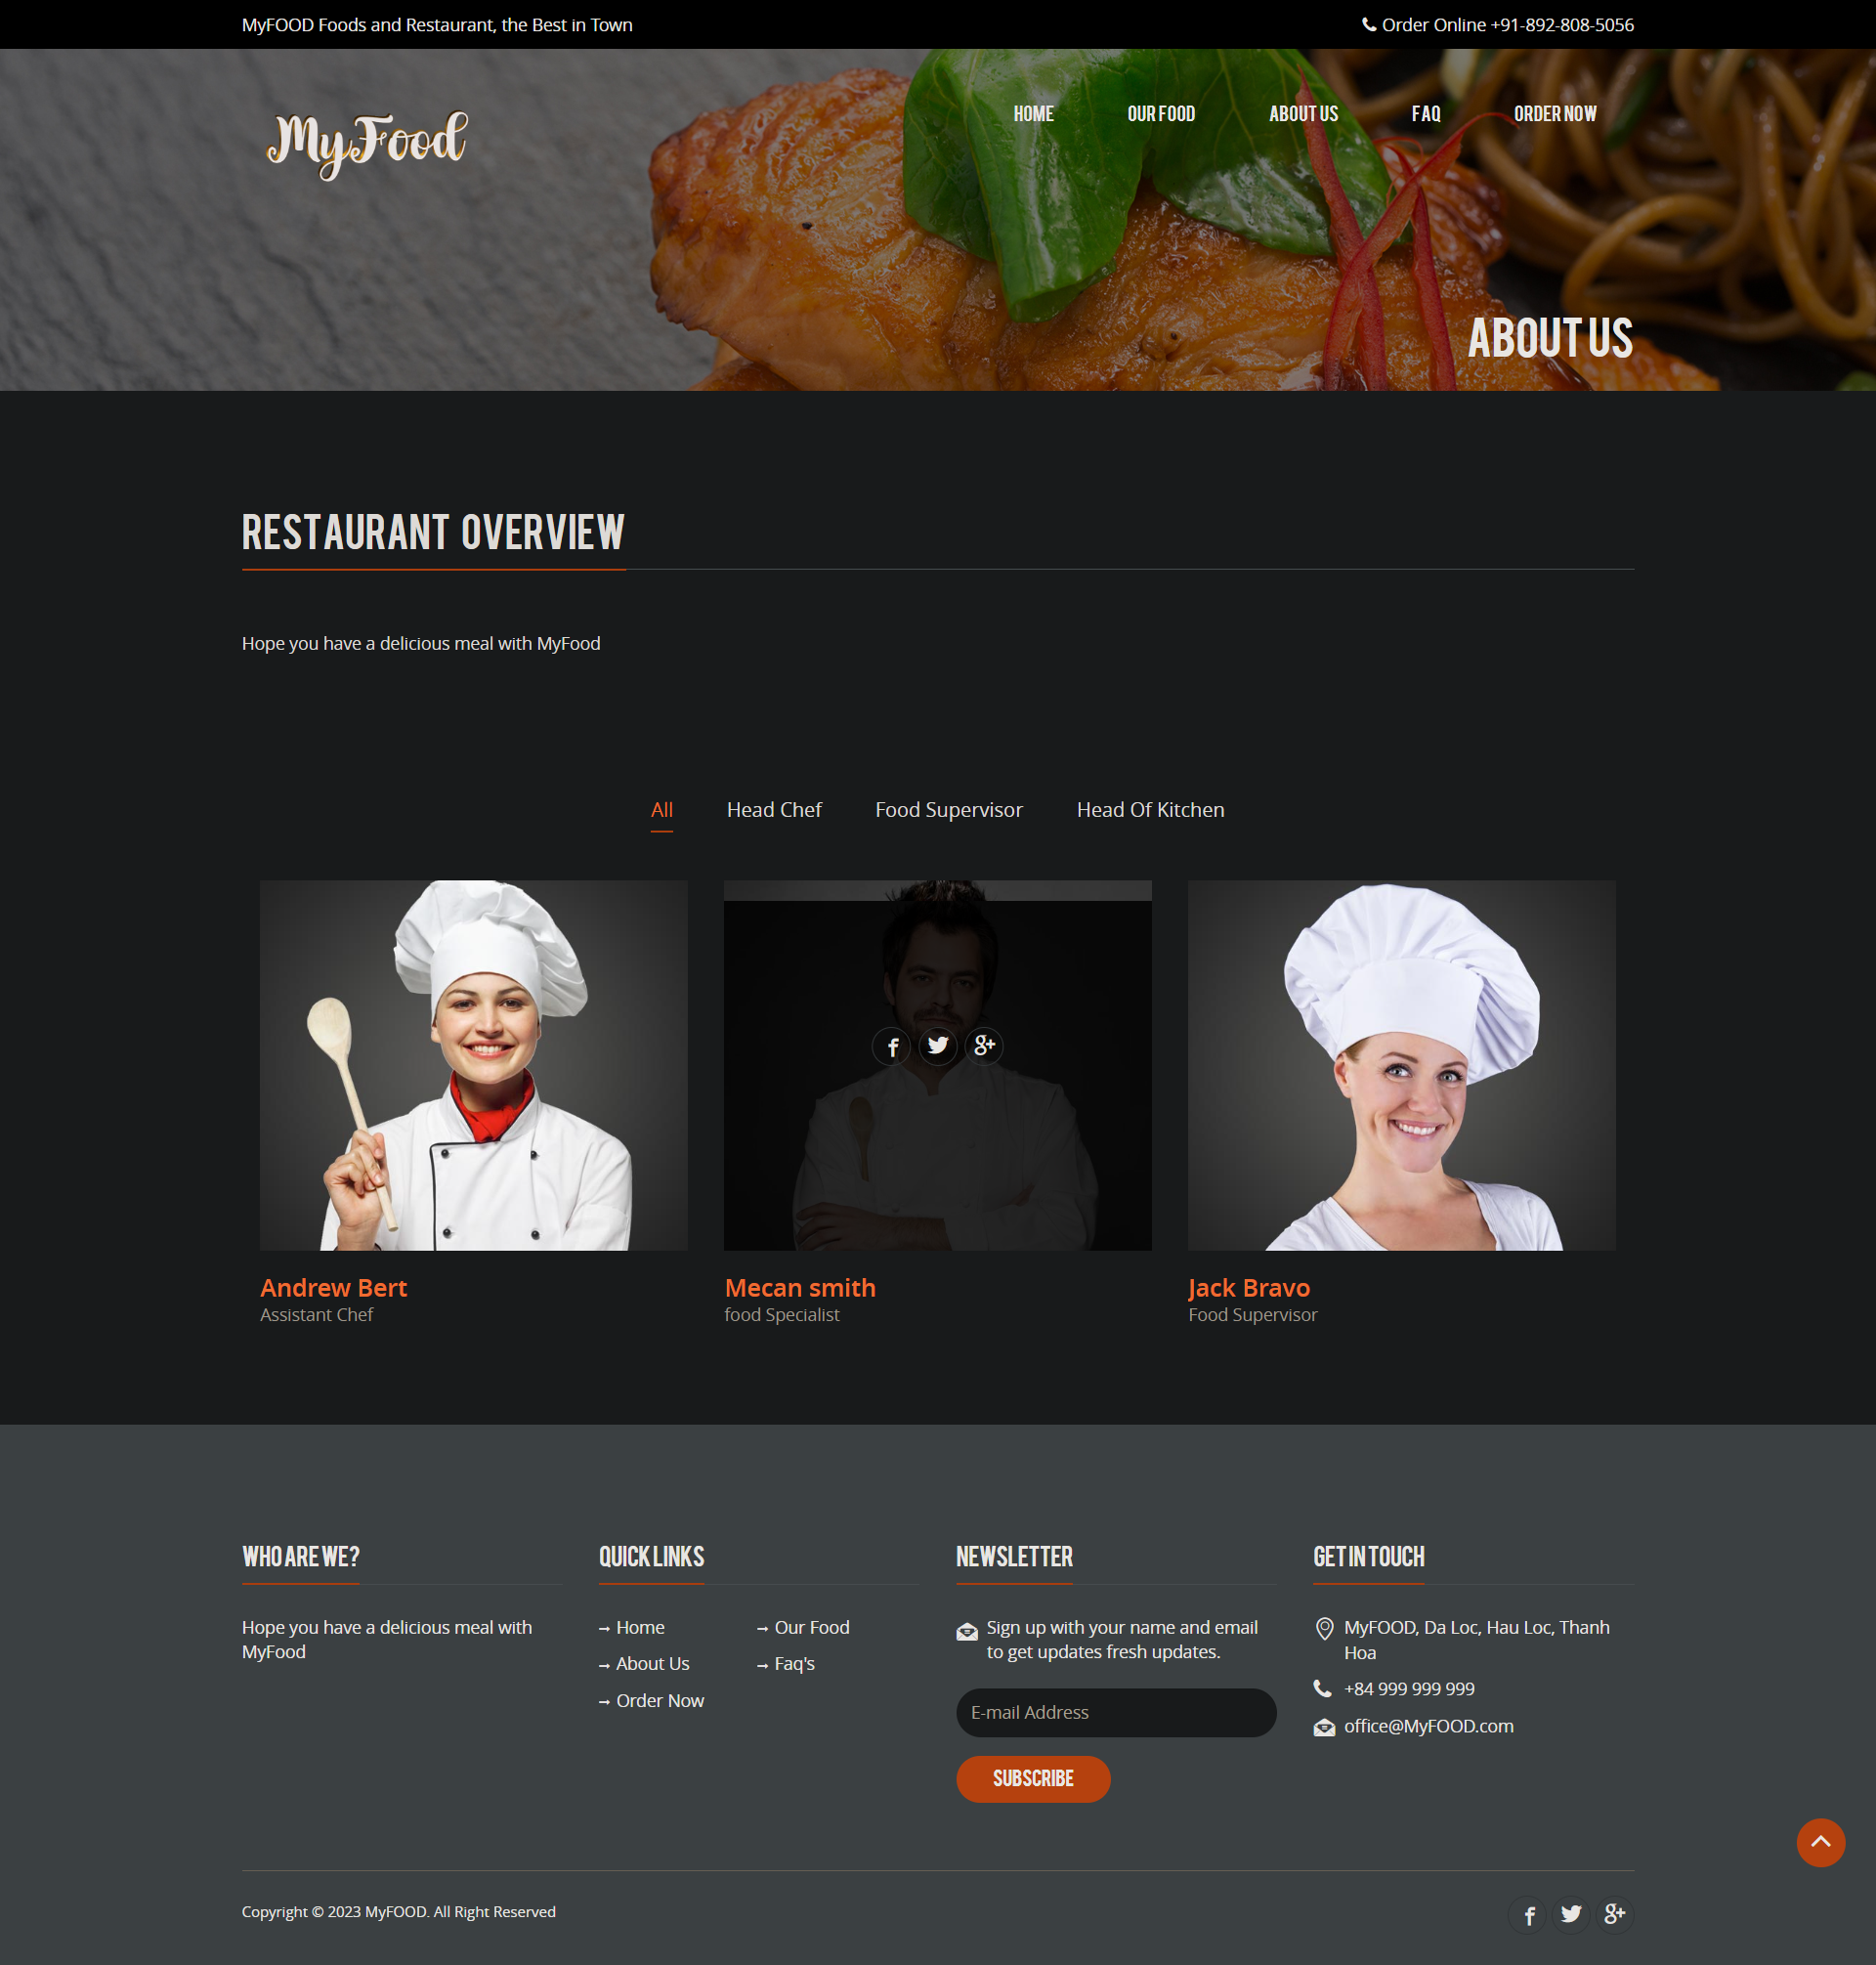 MyFOOD Foods and Restaurant, the Best in Town
Order Online +91-892-808-5056
MyFood
HOME
OUR FOOD
ABOUT US
FAQ
ORDER NOW
ABOUT US
RESTAURANT OVERVIEW
Hope you have a delicious meal with MyFood
All
Head Chef
Food Supervisor
Head Of Kitchen
Andrew Bert
Assistant Chef
Mecan smith
food Specialist
Jack Bravo
Food Supervisor
WHO ARE WE?
Hope you have a delicious meal with
MyFood
QUICK LINKS
Home
Our Food
About Us
Faq's
Order Now
NEWSLETTER
Sign up with your name and email
to get updates fresh updates.
E-mail Address
SUBSCRIBE
GET IN TOUCH
MyFOOD, Da Loc, Hau Loc, Thanh
Hoa
+84 999 999 999
office@MyFOOD.com
Copyright © 2023 MyFOOD. All Right Reserved